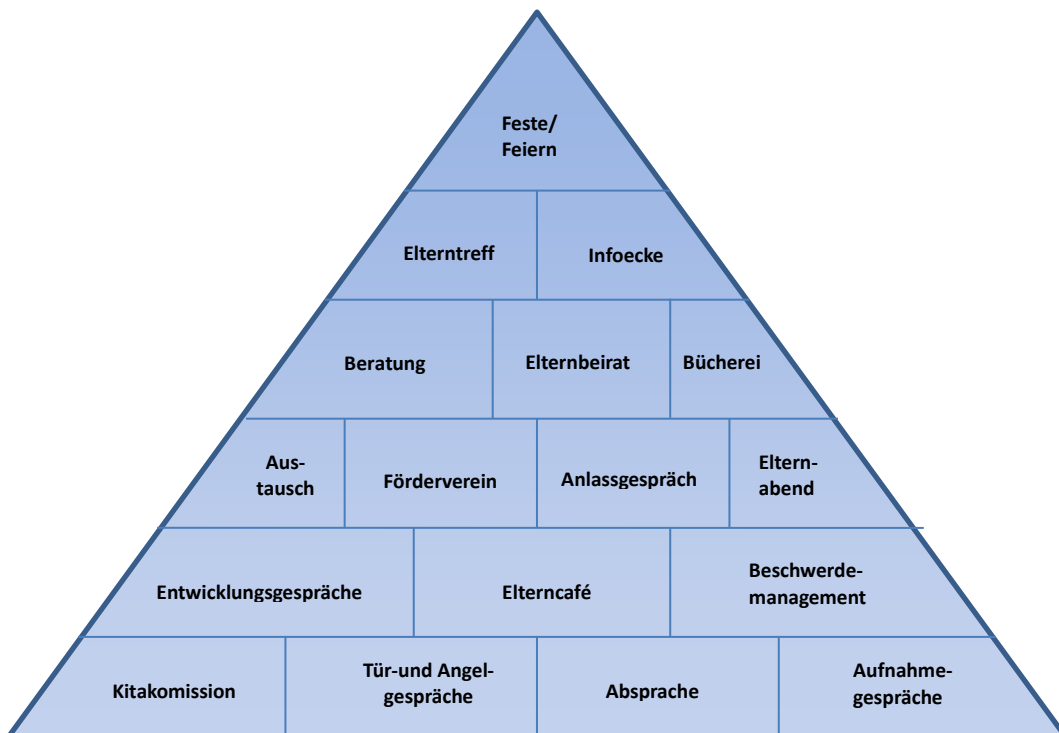 Feste/
Feiern
Elterntreff
Infoecke
Beratung
Elternbeirat
Bücherei
Aus-
tausch
Förderverein
Anlassgespräch
Eltern-
abend
Entwicklungsgespräche
Elterncafé
Beschwerde-
management
Kitakomission
Tür-und Angel-
gespräche
Absprache
Aufnahme-
gespräche